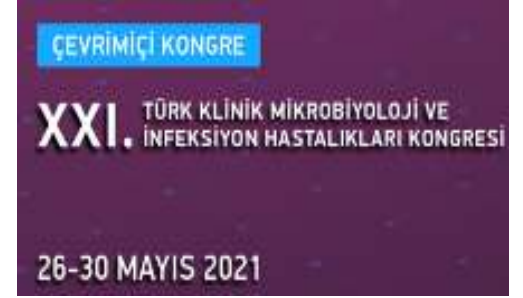 ÇEVRİMİÇİ KONGRE
XXI. TÜRK KLİNİK MİKROBİYOLOJİ VE
İNFEKSİYON HASTALIKLARI KONGRESİ
26-30 MAYIS 2021